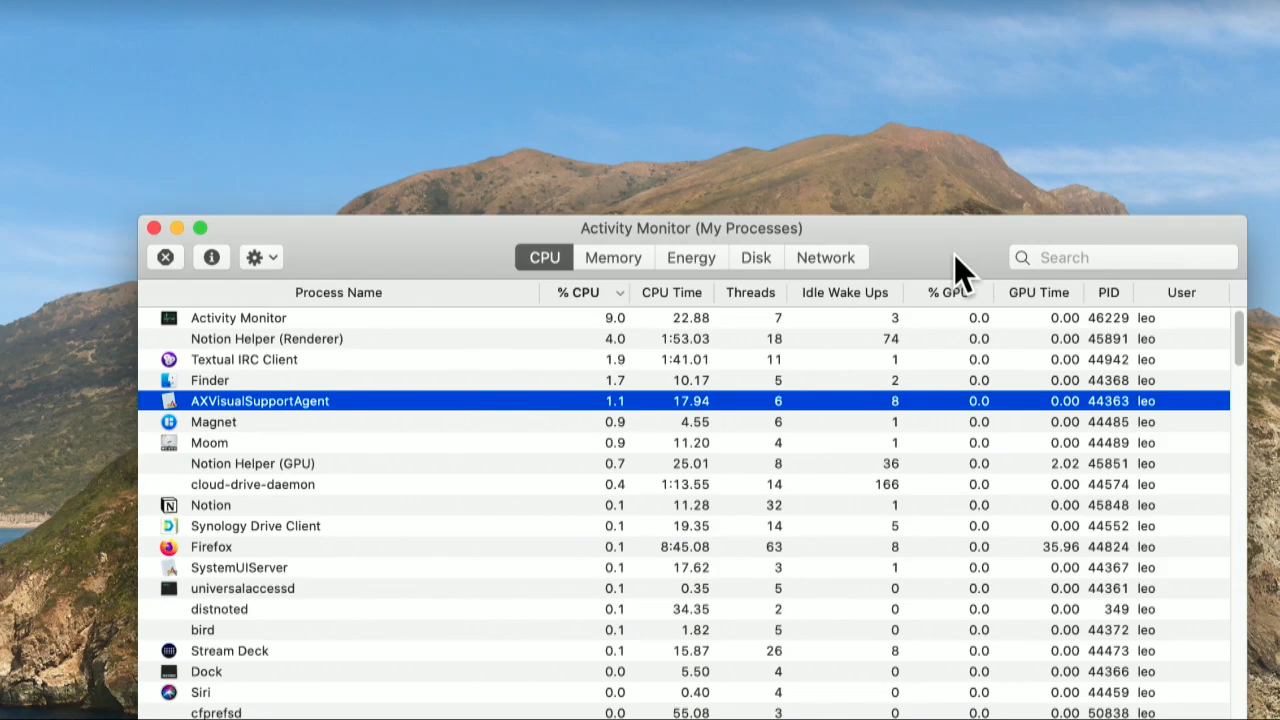 Activity Monitor (My Processes)
CPU Memory Energy Disk Network Search
Process Name % CPU CPU Time Threads Idle Wake Ups % GPU GPU Time PID User
Activity Monitor 9.0 22.88 7 3 0.0 0.00 46229 leo
Notion Helper (Renderer) 4.0 1:53.03 18 74 0.0 0.00 45891 leo
Textual IRC Client 1.9 1:41.01 11 1 0.0 0.00 44942 leo
Finder 1.7 10.17 5 2 0.0 0.00 44368 leo
AXVisualSupportAgent 1.1 17.94 6 8 0.0 0.00 44363 leo
Magnet 0.9 4.55 6 1 0.0 0.00 44485 leo
Moom 0.9 11.20 4 1 0.0 0.00 44489 leo
Notion Helper (GPU) 0.7 25.01 8 36 0.0 2.02 45851 leo
cloud-drive-daemon 0.4 1:13.55 14 166 0.0 0.00 44574 leo
Notion 0.1 11.28 32 1 0.0 0.00 45848 leo
Synology Drive Client 0.1 19.35 14 5 0.0 0.00 44552 leo
Firefox 0.1 8:45.08 63 8 0.0 35.96 44824 leo
SystemUIServer 0.1 17.62 3 1 0.0 0.00 44367 leo
universalaccessd 0.1 0.35 5 0 0.0 0.00 44361 leo
distnoted 0.1 34.35 2 0 0.0 0.00 349 leo
bird 0.1 1.82 5 0 0.0 0.00 44372 leo
Stream Deck 0.1 15.87 26 8 0.0 0.00 44473 leo
Dock 0.0 5.50 4 0 0.0 0.00 44366 leo
Siri 0.0 0.40 4 0 0.0 0.00 44459 leo
cfprefsd 0.0 55.08 3 0 0.0 0.00 50838 leo